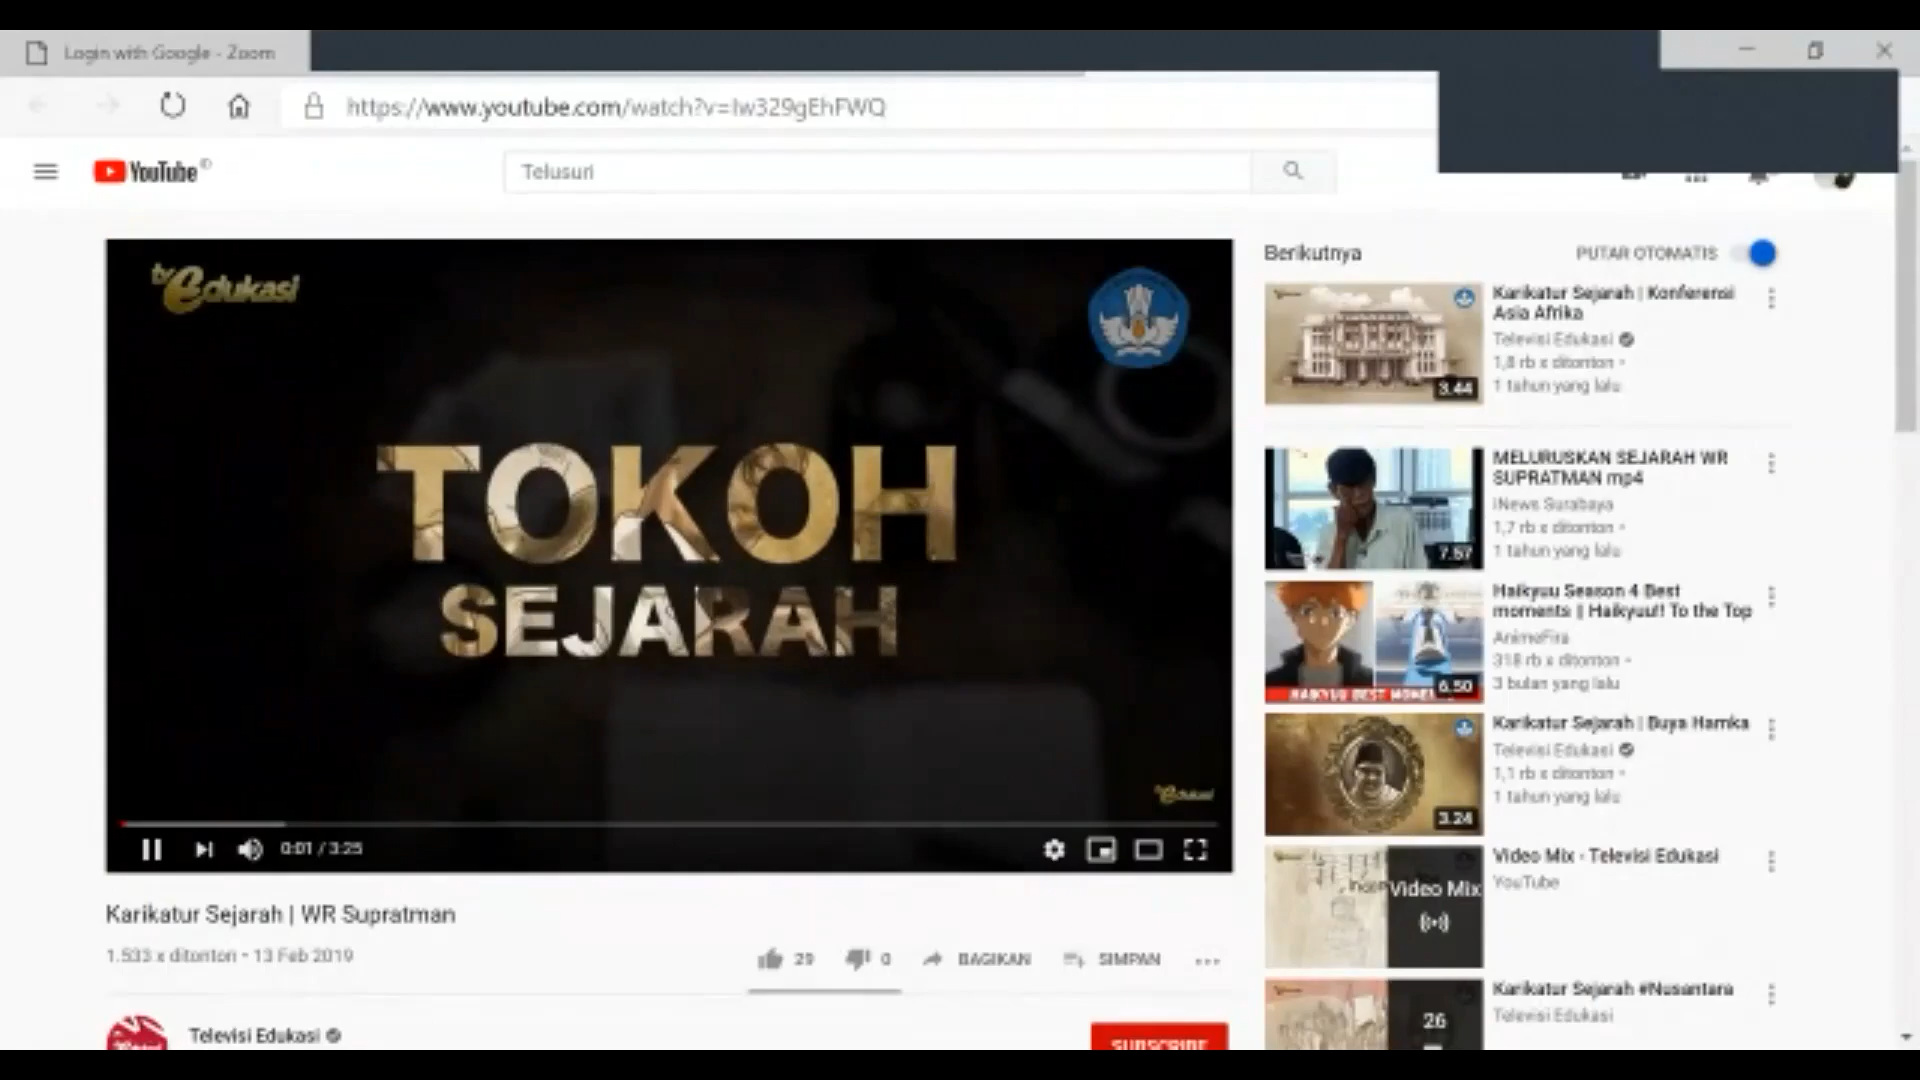 Login with Google - Zoom
https://www.youtube.com/watch?v=lw329gEhFWQ
YouTube
Telusuri
tv edukasi
TOKOH
SEJARAH
edukasi
0:01 / 3:25
Karikatur Sejarah | WR Supratman
1.533 x ditonton • 13 Feb 2019
29
0
BAGIKAN
SIMPAN
Televisi Edukasi
SUBSCRIBE
Berikutnya
PUTAR OTOMATIS
3.44
Karikatur Sejarah | Konferensi
Asia Afrika
Televisi Edukasi
1,8 rb x ditonton •
1 tahun yang lalu
7.57
MELURUSKAN SEJARAH WR
SUPRATMAN mp4
iNews Surabaya
1,7 rb x ditonton •
1 tahun yang lalu
HAIKYUU BEST
6.50
Haikyuu Season 4 Best
moments || Haikyuu!! To the Top
AnimeFira
318 rb x ditonton •
3 bulan yang lalu
3.24
Karikatur Sejarah | Buya Hamka
Televisi Edukasi
1,1 rb x ditonton •
1 tahun yang lalu
Video Mix
Video Mix - Televisi Edukasi
YouTube
26
Karikatur Sejarah #Nusantara
Televisi Edukasi